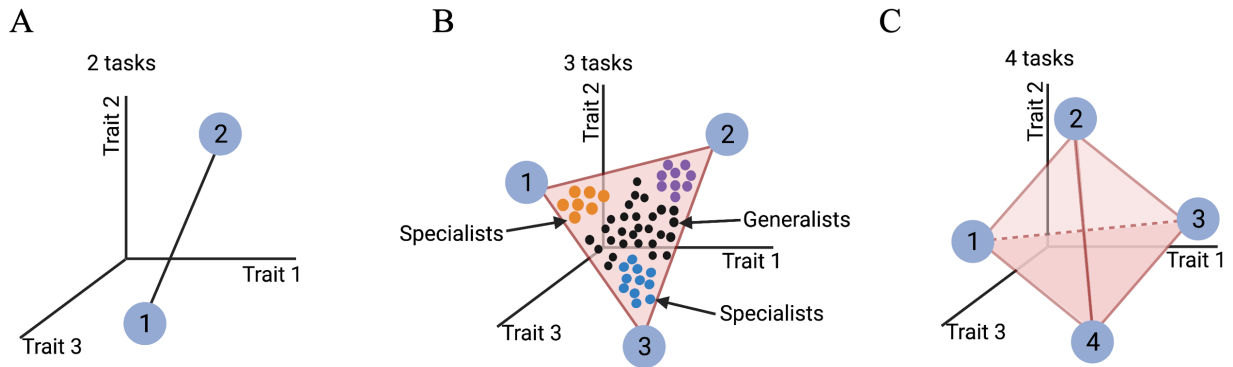 A
2 tasks
Trait 2
2
1
Trait 1
Trait 3
B
3 tasks
Trait 2
2
1
Specialists
Generalists
Trait 1
Specialists
Trait 3
3
C
4 tasks
Trait 2
2
1
3
Trait 1
Trait 3
4